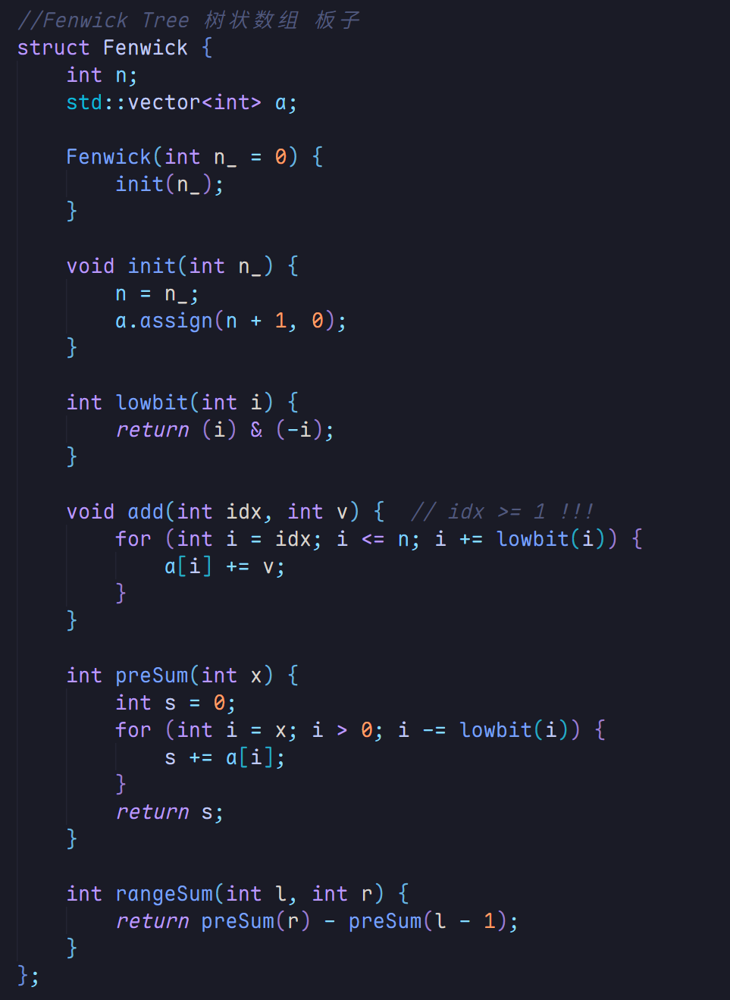 //Fenwick Tree 树状数组 板子
struct Fenwick {
    int n;
    std::vector<int> a;

    Fenwick(int n_ = 0) {
        init(n_);
    }

    void init(int n_) {
        n = n_;
        a.assign(n + 1, 0);
    }

    int lowbit(int i) {
        return (i) & (-i);
    }

    void add(int idx, int v) {  // idx >= 1 !!!
        for (int i = idx; i <= n; i += lowbit(i)) {
            a[i] += v;
        }
    }

    int preSum(int x) {
        int s = 0;
        for (int i = x; i > 0; i -= lowbit(i)) {
            s += a[i];
        }
        return s;
    }

    int rangeSum(int l, int r) {
        return preSum(r) - preSum(l - 1);
    }
};